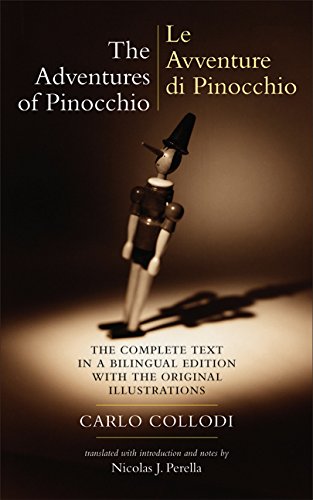 The
Adventures
of Pinocchio
Le
Avventure
di Pinocchio
THE COMPLETE TEXT
IN A BILINGUAL EDITION
WITH THE ORIGINAL
ILLUSTRATIONS
CARLO COLLODI
translated with introduction and notes by
Nicolas J. Perella